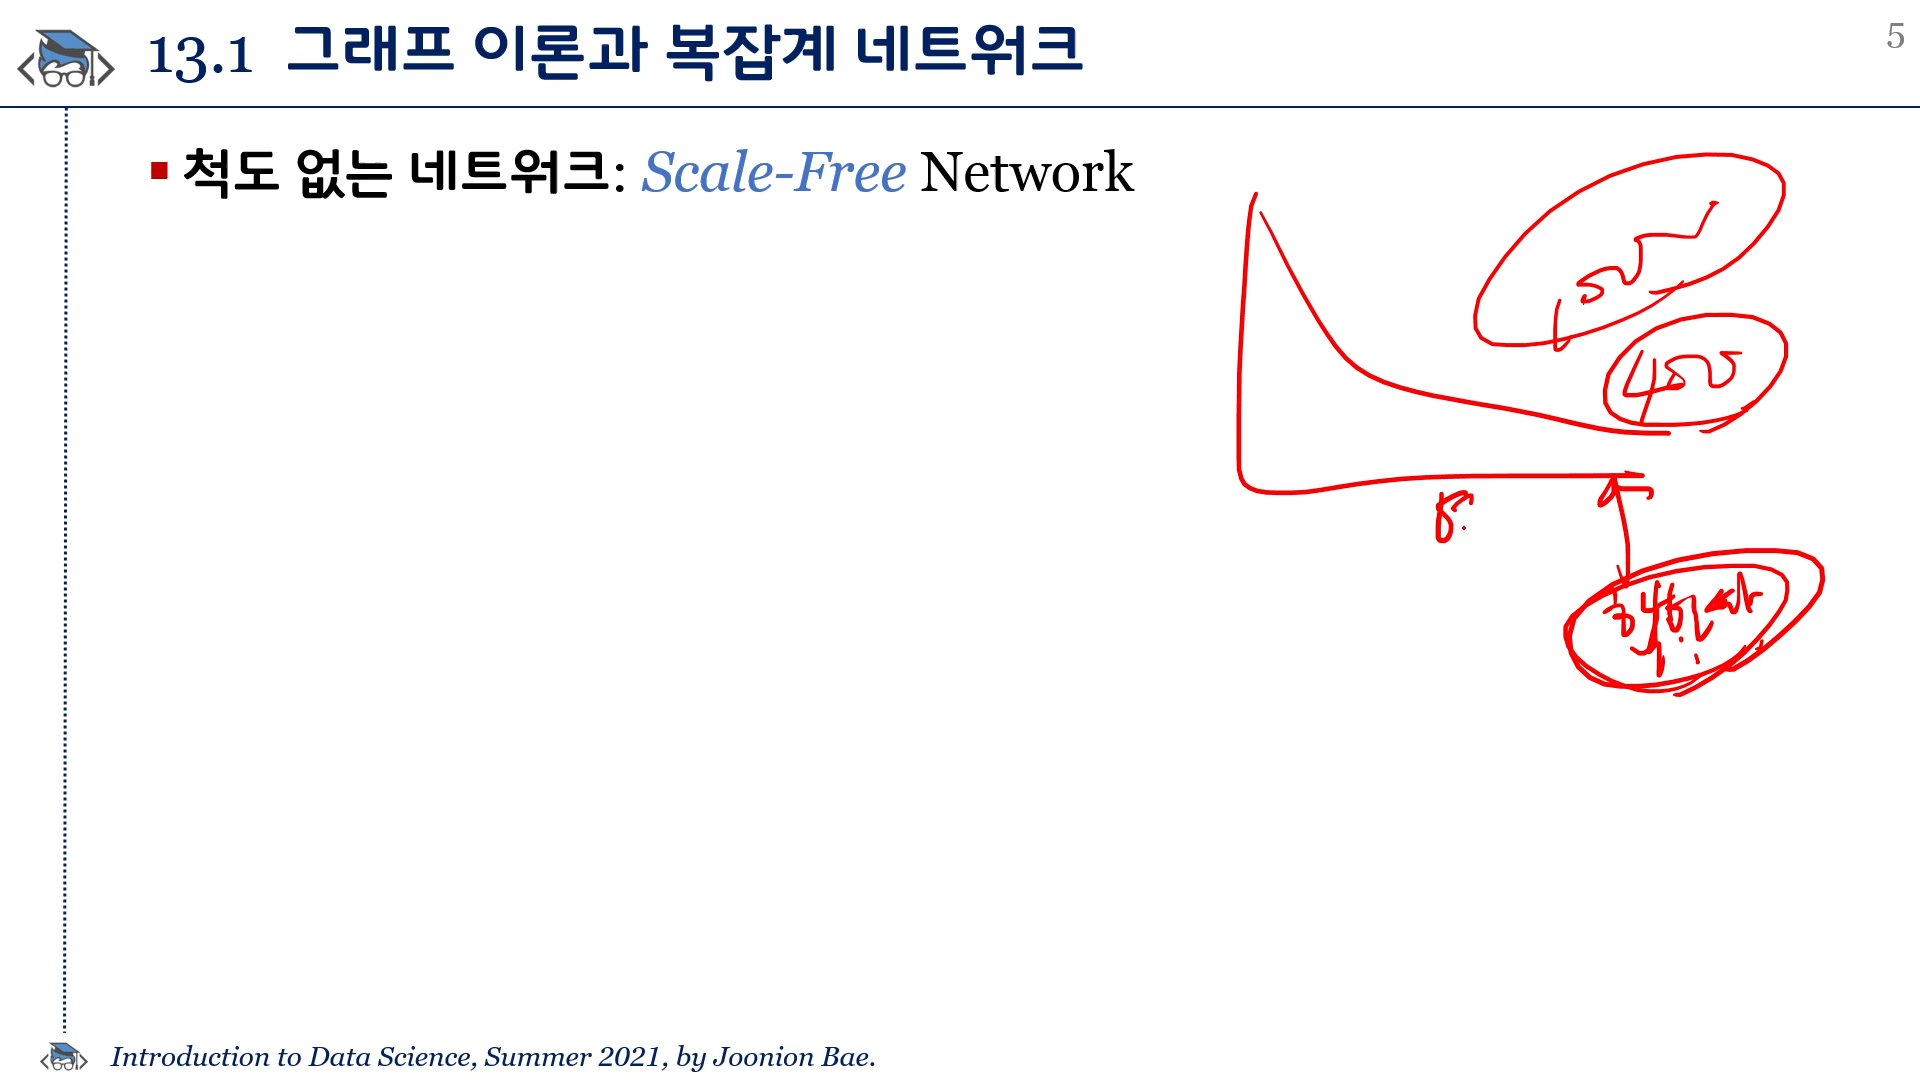 13.1 그래프 이론과 복잡계 네트워크
5
척도 없는 네트워크: Scale-Free Network
400
Introduction to Data Science, Summer 2021, by Joonion Bae.